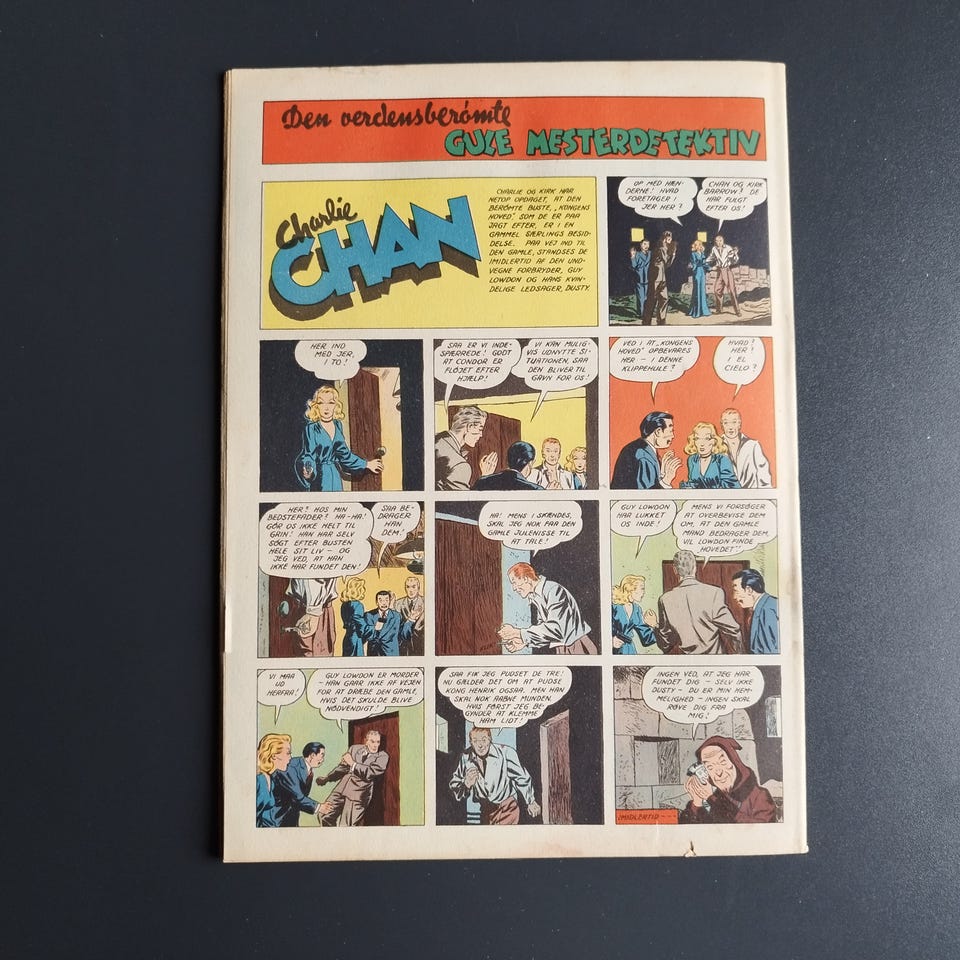 Den verdensberömte
GULE MESTERDETEKTIV
Charlie
CHAN
CHARLIE OG KIRK HAR
NETOP OPDAGET, AT DEN
BERÖMTE BUSTE, „KONGENS
HOVED", SOM DE ER PAA
JAGT EFTER, ER I EN
GAMMEL SÆRLINGS BESID-
DELSE. PAA VEJ IND TIL
DEN GAMLE, STANDSES DE
IMIDLERTID AF DEN UND-
VEGNE FORBRYDER, GUY
LOWDON OG HANS KVIN-
DELIGE LEDSAGER, DUSTY.
OP MED HÆN-
DERNE! HVAD
FORETAGER I
JER HER?
CHAN OG KIRK
BARROW? DE
HAR FULGT
EFTER OS!
HER IND
MED JER,
I TO!
SAA ER VI INDE-
SPÆRREDE! GODT
AT CONDOR ER
FLØJET EFTER
HJÆLP!
VI KAN MULIG-
VIS UDNYTTE SI-
TUATIONEN, SAA
DEN BLIVER TIL
GAVN FOR OS!
VED I AT „KONGENS
HOVED" OPBEVARES
HER – I DENNE
KLIPPEHULE?
HVAD?
HER?
I EL
CIELO?
HER? HOS MIN
BEDSTEFADER? HA-HA!
GÖR OS IKKE HELT TIL
GRIN! HAN HAR SELV
SÖGT EFTER BUSTEN
HELE SIT LIV – OG
JEG VED, AT HAN
IKKE HAR FUNDET DEN!
SAA BE-
DRAGER
HAN
DEM!
HA! MENS I SKÆNDES,
SKAL JEG NOK FAA DEN
GAMLE JULENISSE TIL
AT TALE!
KLIK
GUY LOWDON
HAR LUKKET
OS INDE!
MENS VI FORSÖGER
AT OVERBEVISE DEM
OM, AT DEN GAMLE
MAND BEDRAGER DEM,
VIL LOWDON FINDE
„HOVEDET"!
VI MAA
UD
HERFRA!
GUY LOWDON ER MORDER
– HAN GAAR IKKE AF VEJEN
FOR AT DRÆBE DEN GAMLE,
HVIS DET SKULDE BLIVE
NÖDVENDIGT!
SAA FIK JEG PUDSET DE TRE!
NU GÆLDER DET OM AT PUDSE
KONG HENRIK OGSAA. MEN HAN
SKAL NOK AABNE MUNDEN,
HVIS FÖRST JEG BE-
GYNDER AT KLEMME
HAM LIDT!
INGEN VED, AT JEG HAR
FUNDET DIG – SELV IKKE
DUSTY – DU ER MIN HEM-
MELIGHED – INGEN SKAL
RØVE DIG FRA
MIG!
IMIDLERTID ---